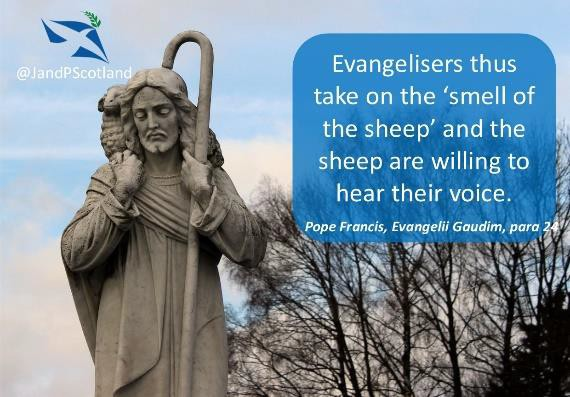 @JandPScotland
Evangelisers thus
take on the ‘smell of
the sheep’ and the
sheep are willing to
hear their voice.
Pope Francis, Evangelii Gaudim, para 24